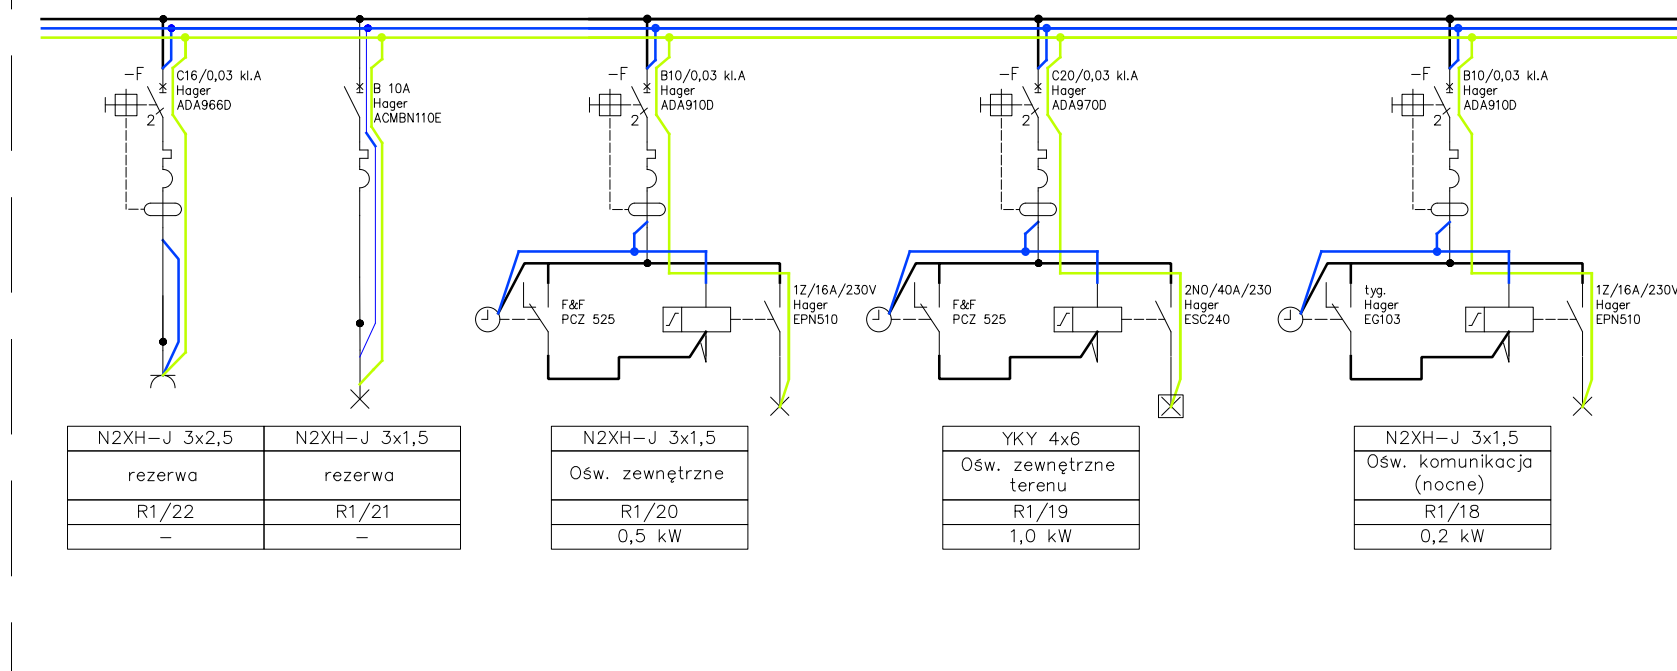 -F
C16/0,03 kl.A
Hager
ADA966D
2
B 10A
Hager
ACMBN110E
-F
B10/0,03 kl.A
Hager
ADA910D
2
-F
C20/0,03 kl.A
Hager
ADA970D
2
-F
B10/0,03 kl.A
Hager
ADA910D
2
F&F
PCZ 525
1Z/16A/230V
Hager
EPN510
F&F
PCZ 525
2NO/40A/230
Hager
ESC240
tyg.
Hager
EG103
1Z/16A/230V
Hager
EPN510
N2XH-J 3x2,5
rezerwa
R1/22
-
N2XH-J 3x1,5
rezerwa
R1/21
-
N2XH-J 3x1,5
Ośw. zewnętrzne
R1/20
0,5 kW
YKY 4x6
Ośw. zewnętrzne
terenu
R1/19
1,0 kW
N2XH-J 3x1,5
Ośw. komunikacja
(nocne)
R1/18
0,2 kW